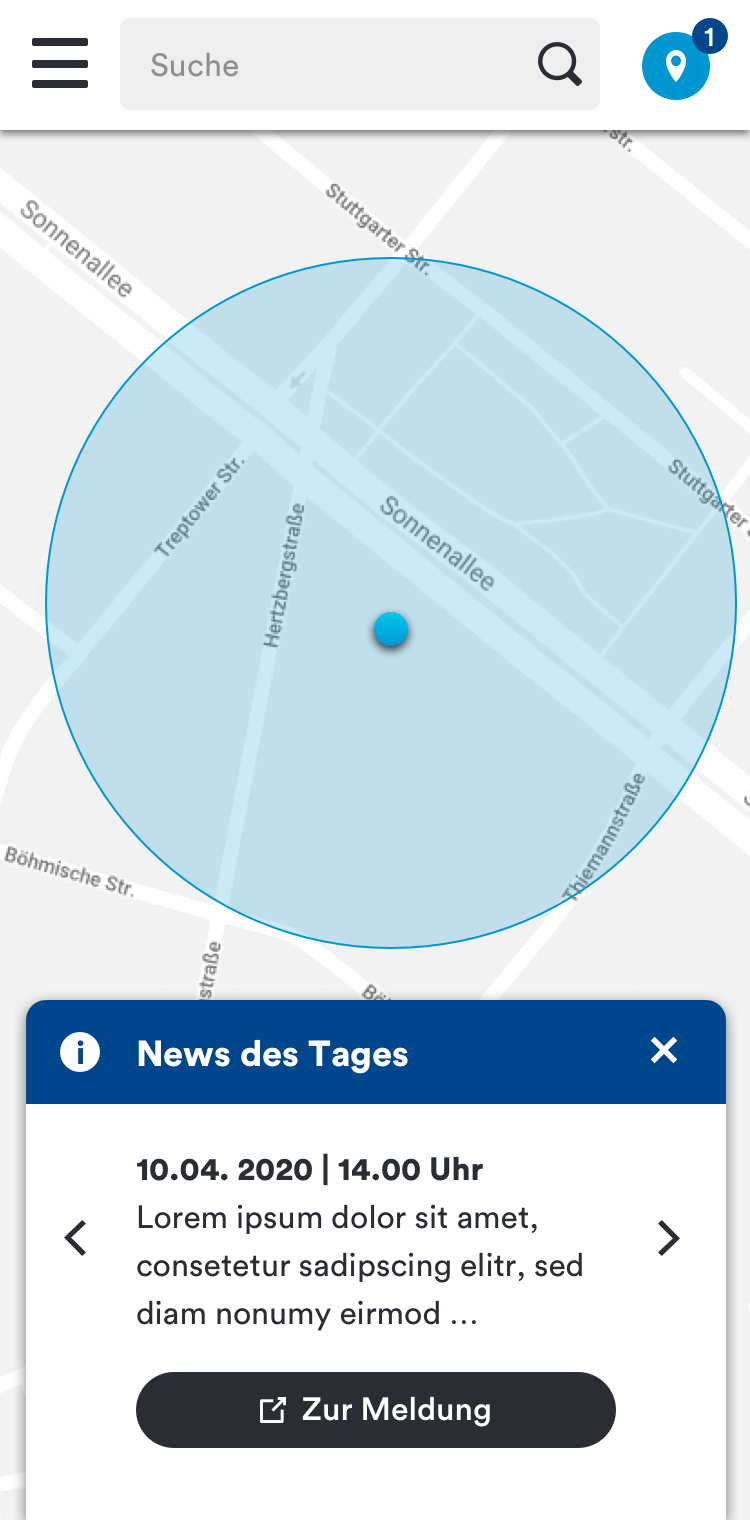 Suche
1
str.
Stuttgarter Str.
Sonnenallee
Treptower Str.
Stuttgarter
Sonnenallee
Hertzbergstraße
Thiemannstraße
Böhmische Str.
straße
Bö
News des Tages
10.04. 2020 | 14.00 Uhr
Lorem ipsum dolor sit amet,
consetetur sadipscing elitr, sed
diam nonumy eirmod ...
Zur Meldung